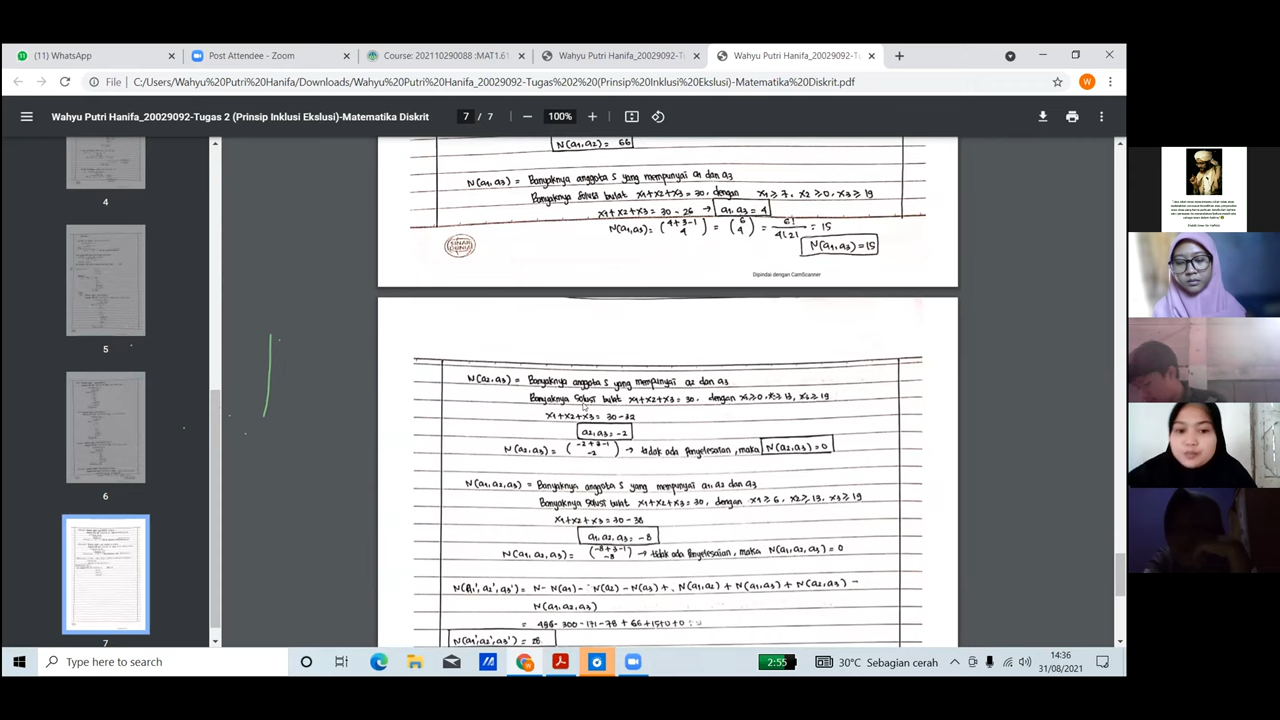 (11) WhatsApp
Post Attendee - Zoom
Course: 202110290088 :MAT1.61
Wahyu Putri Hanifa_20029092-T
Wahyu Putri Hanifa_20029092-T
File C:/Users/Wahyu%20Putri%20Hanifa/Downloads/Wahyu%20Putri%20Hanifa_20029092-Tugas%202%20(Prinsip%20Inklusi%20Ekslusi)-Matematika%20Diskrit.pdf
W
Wahyu Putri Hanifa_20029092-Tugas 2 (Prinsip Inklusi Ekslusi)-Matematika Diskrit
7 / 7
100%
4
5
6
7
N(a1,a2) = 66
N(a1,a3) = Banyaknya anggota S yang mempunyai a1 dan a3
Banyaknya solusi bulat x1+x2+x3 = 30, dengan x1≥7, x2≥0, x3≥19
x1+x2+x3 = 30-26 → a1,a3 = 4
N(a1,a3) = (4+3-1 4) = (6 4) = 6! / 4!2! = 15
N(a1,a3) = 15
SINAR
Dipindai dengan CamScanner
N(a2,a3) = Banyaknya anggota S yang mempunyai a2 dan a3
Banyaknya Solusi bulat x1+x2+x3 = 30, dengan x1≥0, x2≥13, x3≥19
x1+x2+x3 = 30-32
a2,a3 = -2
N(a2,a3) = (-2+3-1 -2) → tidak ada Penyelesaian, maka N(a2,a3) = 0
N(a1,a2,a3) = Banyaknya anggota S yang mempunyai a1,a2 dan a3
Banyaknya Solusi bulat x1+x2+x3 = 30, dengan x1≥6, x2≥13, x3≥19
x1+x2+x3 = 30-38
a1,a2,a3 = -8
N(a1,a2,a3) = (-8+3-1 -8) → tidak ada Penyelesaian, maka N(a1,a2,a3) = 0
N(a1',a2',a3') = N - N(a1) - N(a2) - N(a3) + N(a1,a2) + N(a1,a3) + N(a2,a3) -
N(a1,a2,a3)
= 496 - 300 - 171 - 78 + 66 + 15 + 0 + 0
N(a1',a2',a3') = 28
Type here to search
2:55
30°C Sebagian cerah
14:36
31/08/2021